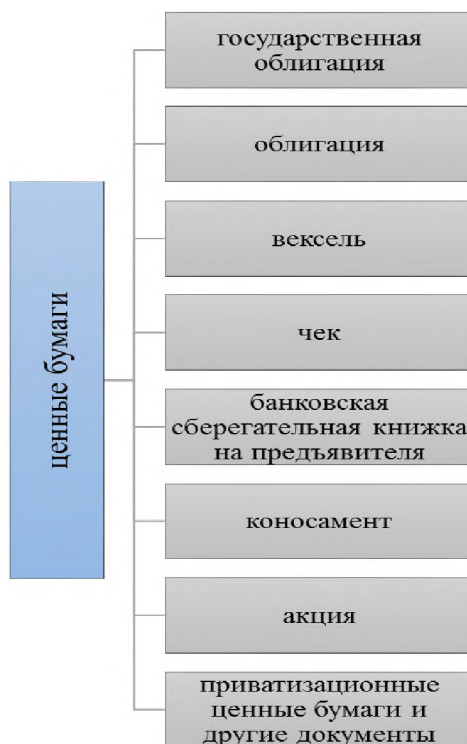 ценные бумаги
государственная
облигация
облигация
вексель
чек
банковская
сберегательная книжка
на предъявителя
коносамент
акция
приватизационные
ценные бумаги и
другие документы